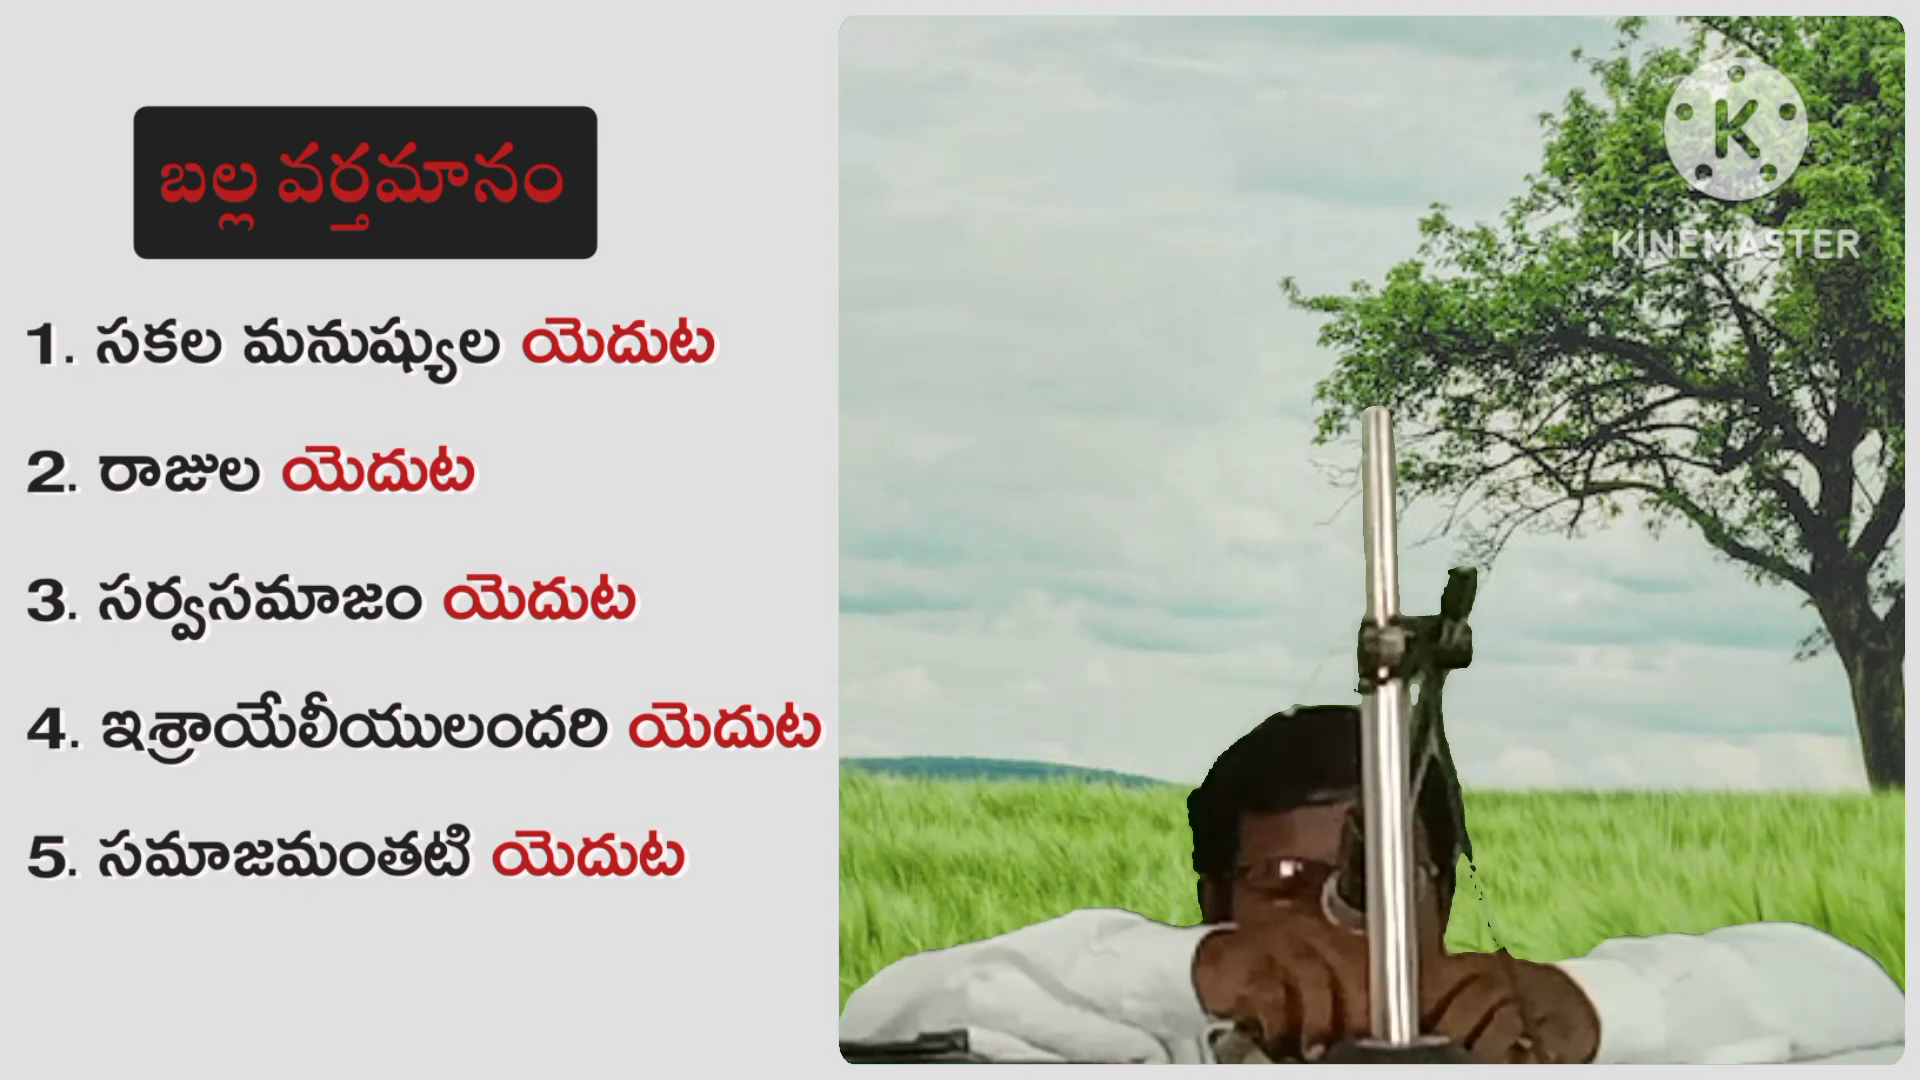 బల్ల వర్తమానం
1. సకల మనుష్యుల యెదుట
2. రాజుల యెదుట
3. సర్వసమాజం యెదుట
4. ఇశ్రాయేలీయులందరి యెదుట
5. సమాజమంతటి యెదుట
K
KINEMASTER